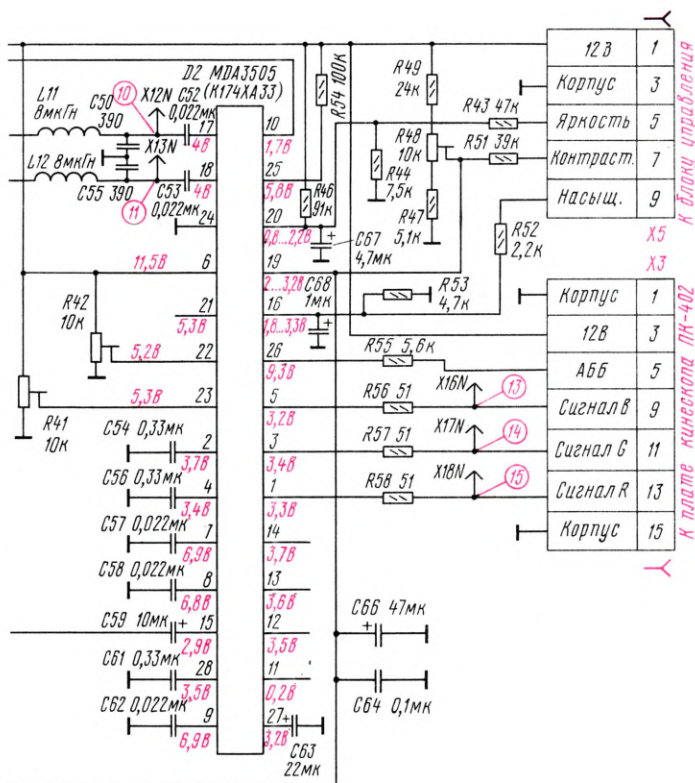 D2 MDA3505
(К174ХА33)
L11
8мкГн
C50
390
10
X12N
C52
0,022мк
17
4В
10
1,7В
X13N
L12 8мкГн
C55 390
11
C53
0,022мк
18
4В
25
5,8В
24
20
0,8...2,2В
11,5В
6
19
2...3,2В
21
5,3В
16
1,8...3,3В
R42
10к
5,2В
22
26
9,3В
5,3В
23
5
3,2В
R41
10к
C54 0,33мк
2
3,7В
3
3,4В
C56 0,33мк
4
3,4В
1
3,3В
C57 0,022мк
7
6,9В
14
3,7В
C58 0,022мк
8
6,8В
13
3,6В
C59 10мк
+
15
2,9В
12
3,5В
C61 0,33мк
28
3,5В
11
0,2В
C62 0,022мк
9
6,9В
27
+
3,2В
C63
22мк
R54 100к
R46
91к
+
C67
4,7мк
C68
1мк
+
R49
24к
R48
10к
R44
7,5к
R47
5,1к
R43 47к
R51 39к
R52
2,2к
R53
4,7к
R55 5,6к
R56 51
X16N
13
R57 51
X17N
14
R58 51
X18N
15
C66 47мк
+
C64 0,1мк
12В 1
Корпус 3
Яркость 5
Контраст. 7
Насыщ. 9
К блоку управления
X5
X3
Корпус 1
12В 3
АББ 5
Сигнал B 9
Сигнал G 11
Сигнал R 13
Корпус 15
К плате кинескопа ПК-402